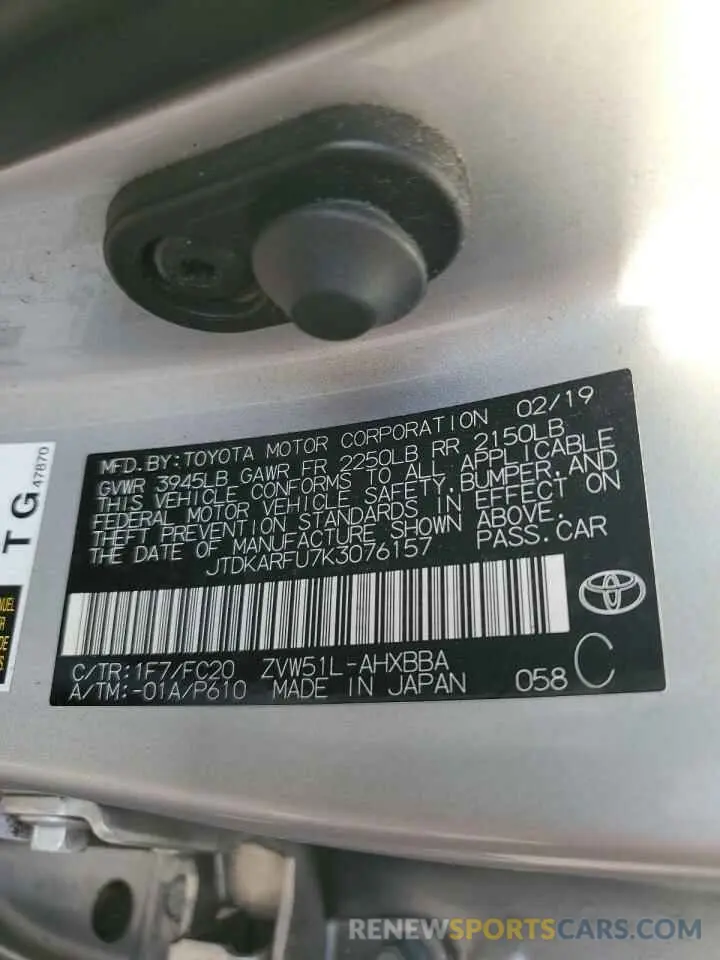 MFD.BY:TOYOTA MOTOR CORPORATION 02/19
GVWR 3945LB GAWR FR 2250LB RR 2150LB
THIS VEHICLE CONFORMS TO ALL APPLICABLE
FEDERAL MOTOR VEHICLE SAFETY, BUMPER, AND
THEFT PREVENTION STANDARDS IN EFFECT ON
THE DATE OF MANUFACTURE SHOWN ABOVE.
JTDKARFU7K3076157 PASS.CAR
C/TR:1F7/FC20 ZVW51L-AHXBBA
A/TM:-01A/P610 MADE IN JAPAN 058 C
TG
47870
RENEWSPORTSCARS.COM